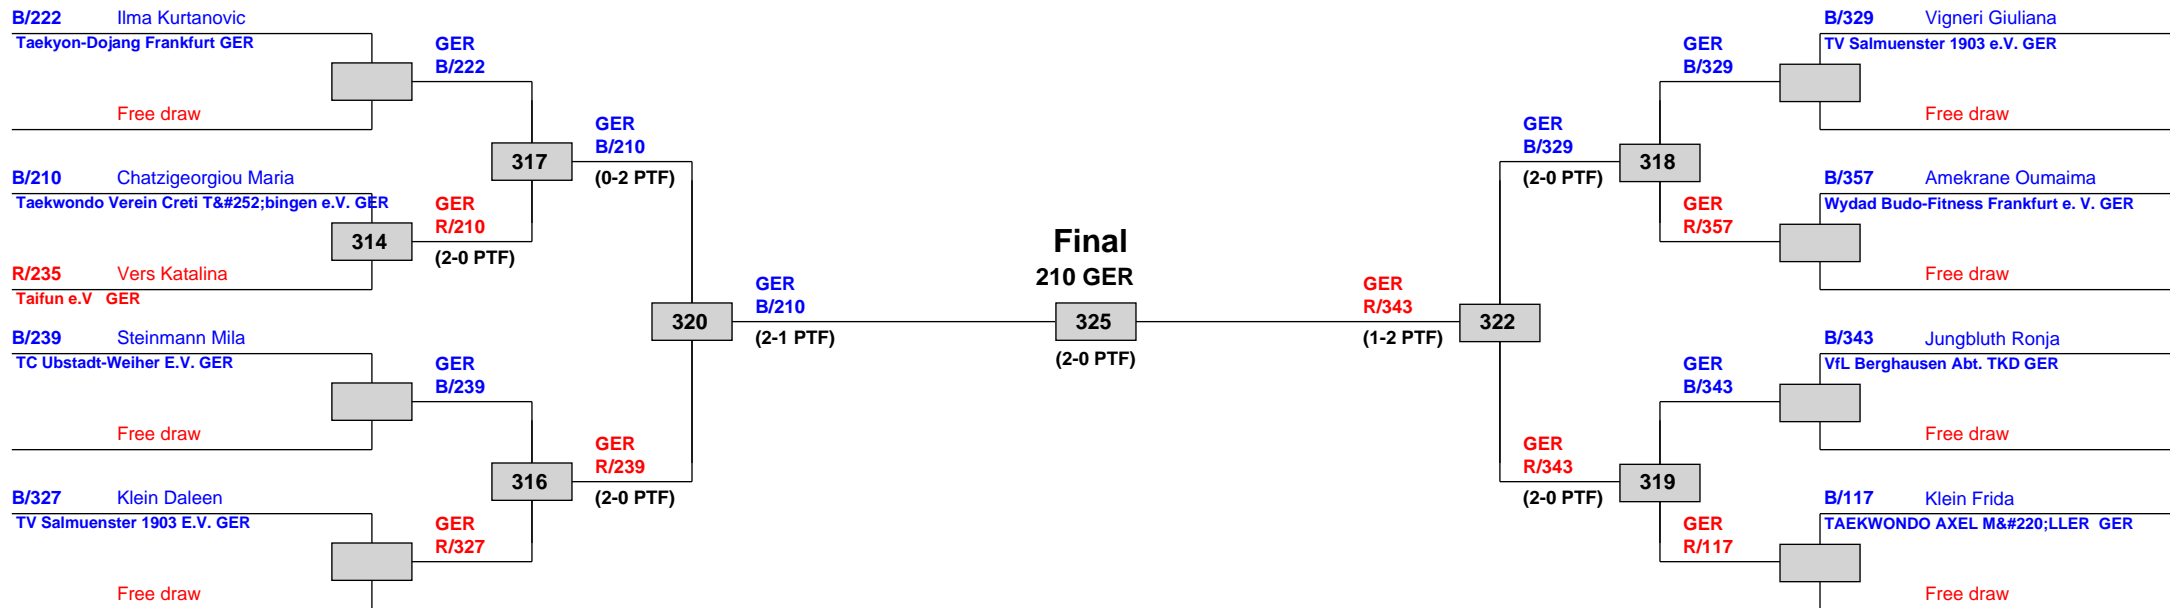 B/222 Ilma Kurtanovic
Taekyon-Dojang Frankfurt GER
Free draw
GER
B/222
B/210 Chatzigeorgiou Maria
Taekwondo Verein Creti T&#252;bingen e.V. GER
314
R/235 Vers Katalina
Taifun e.V GER
GER
R/210
(2-0 PTF)
317
GER
B/210
(0-2 PTF)
B/239 Steinmann Mila
TC Ubstadt-Weiher E.V. GER
Free draw
GER
B/239
B/327 Klein Daleen
TV Salmuenster 1903 E.V. GER
Free draw
GER
R/327
316
GER
R/239
(2-0 PTF)
320
GER
B/210
(2-1 PTF)
Final
210 GER
325
(2-0 PTF)
GER
R/343
(1-2 PTF)
322
GER
B/329
(2-0 PTF)
318
GER
B/329
B/329 Vigneri Giuliana
TV Salmuenster 1903 e.V. GER
Free draw
GER
R/357
B/357 Amekrane Oumaima
Wydad Budo-Fitness Frankfurt e. V. GER
Free draw
GER
R/343
(2-0 PTF)
319
GER
B/343
B/343 Jungbluth Ronja
VfL Berghausen Abt. TKD GER
Free draw
GER
R/117
B/117 Klein Frida
TAEKWONDO AXEL M&#220;LLER GER
Free draw